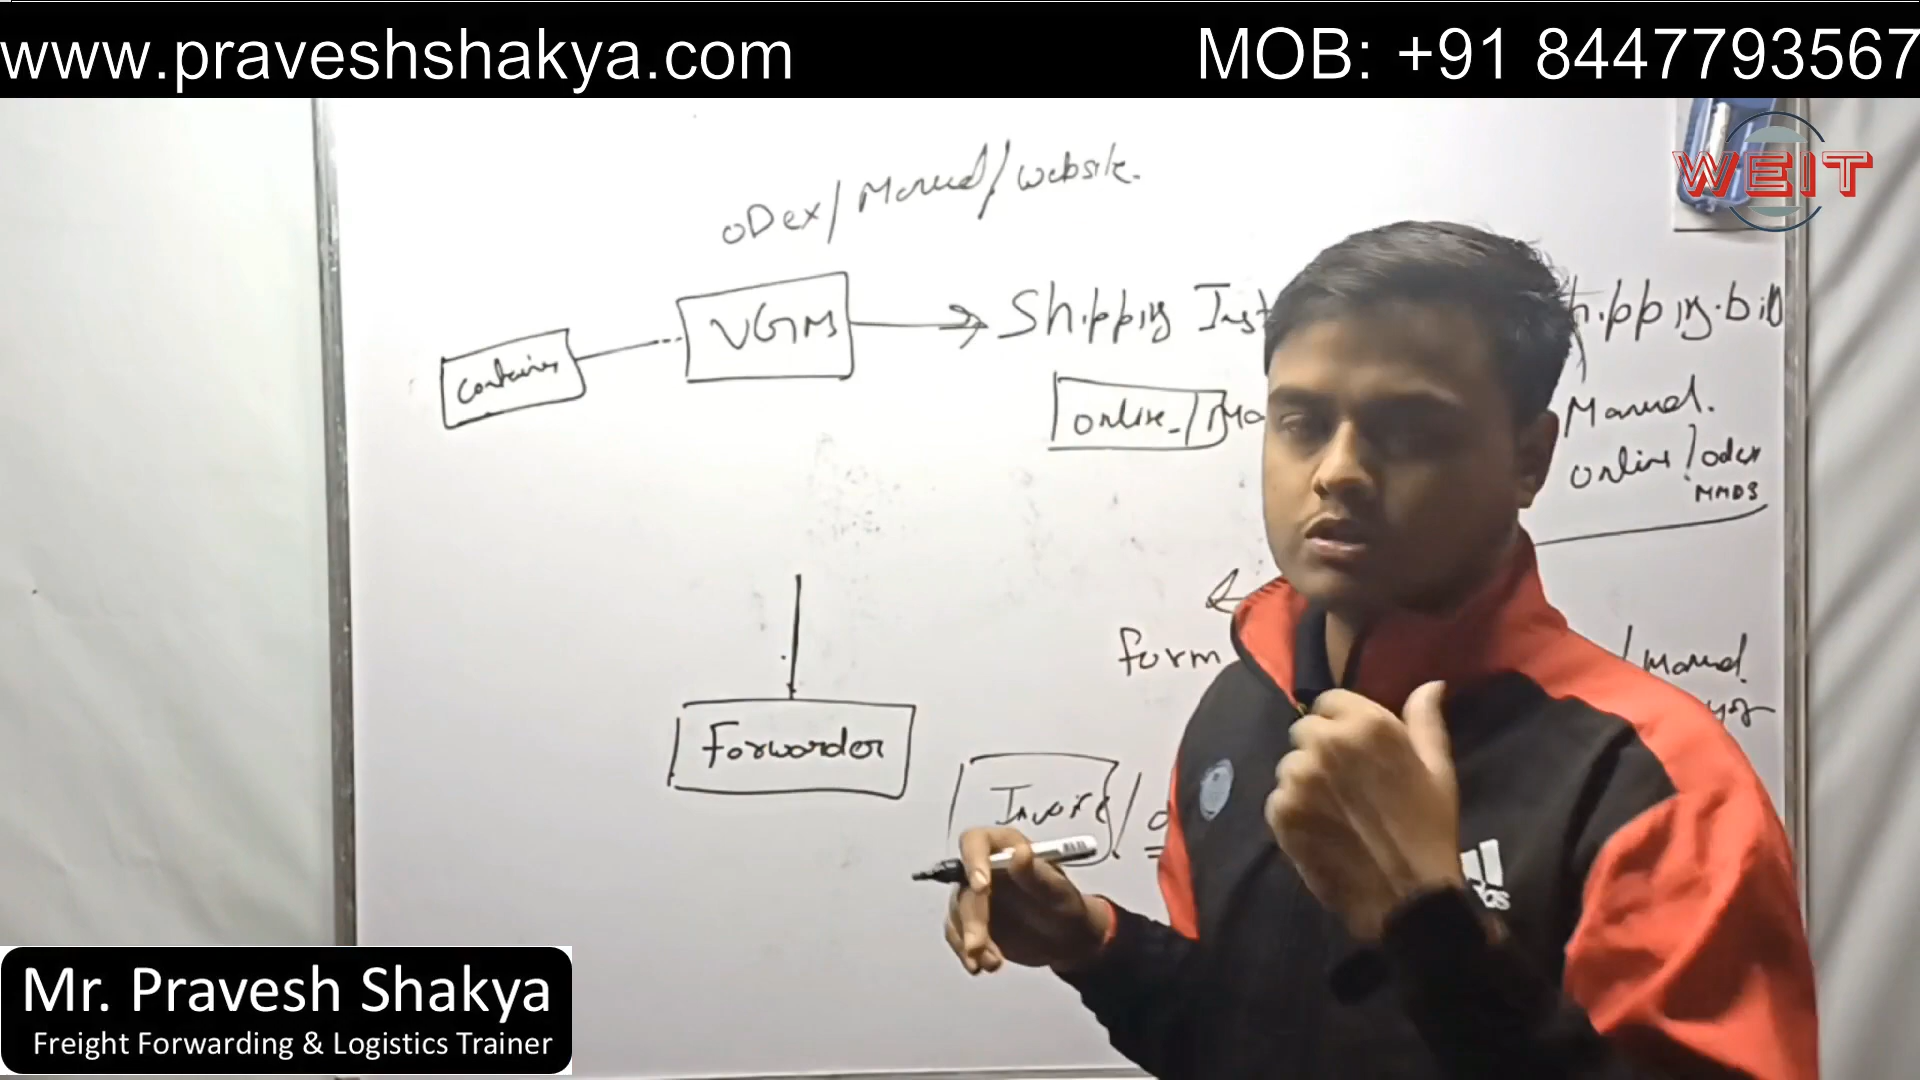 www.praveshshakya.com MOB: +91 8447793567
WEIT
oDex/Manual/website.
Container VGM Shipping Inst hipping.bill
online/Ma Manual.
online/odex
MMDS
form /Manual.
Forwarder
Invoice/
adidas
Mr. Pravesh Shakya
Freight Forwarding & Logistics Trainer